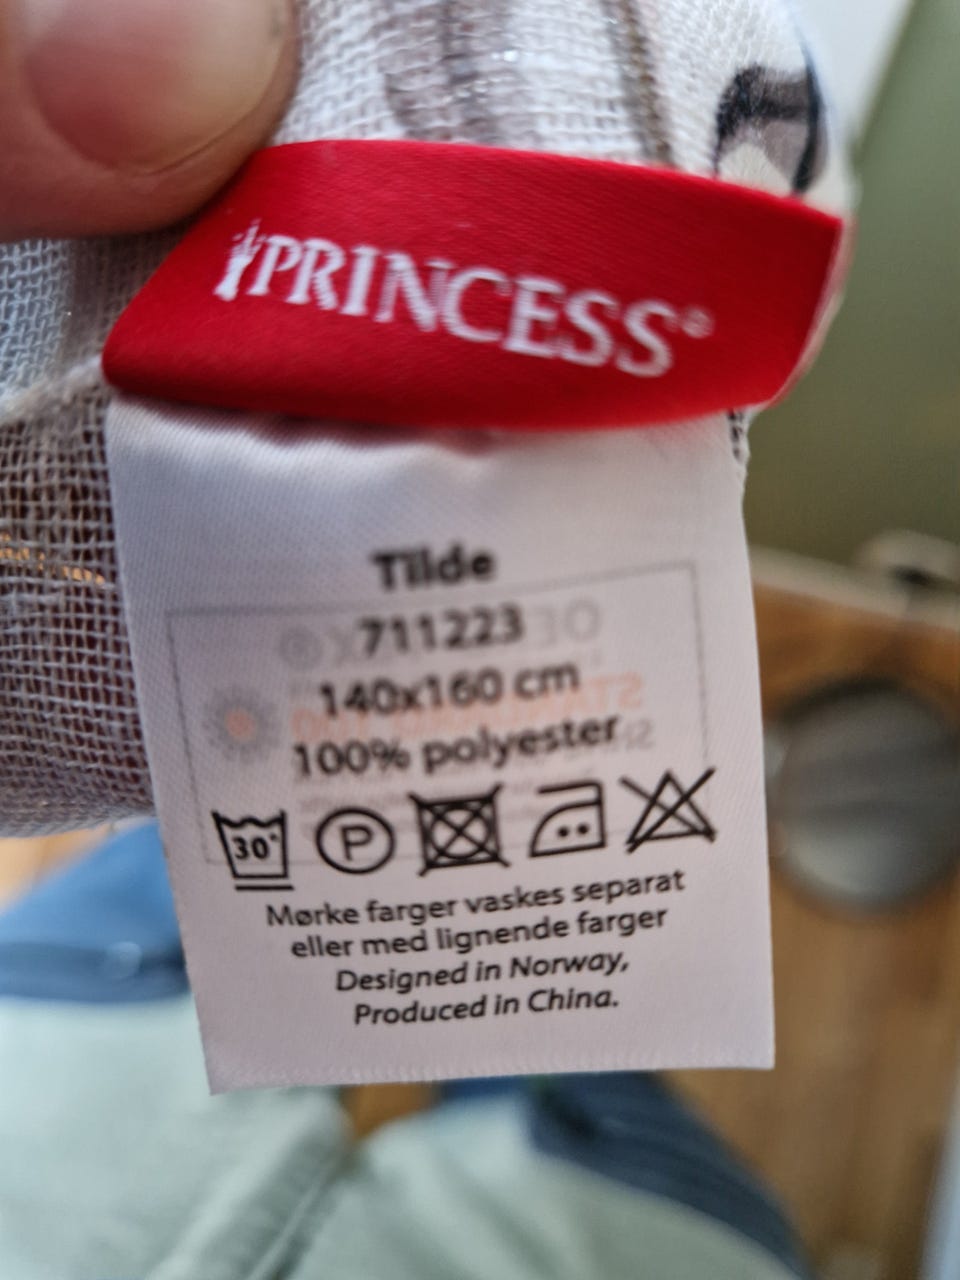 PRINCESS®
Tilde
711223
140x160 cm
100% polyester
30°
P
Mørke farger vaskes separat
eller med lignende farger
Designed in Norway,
Produced in China.